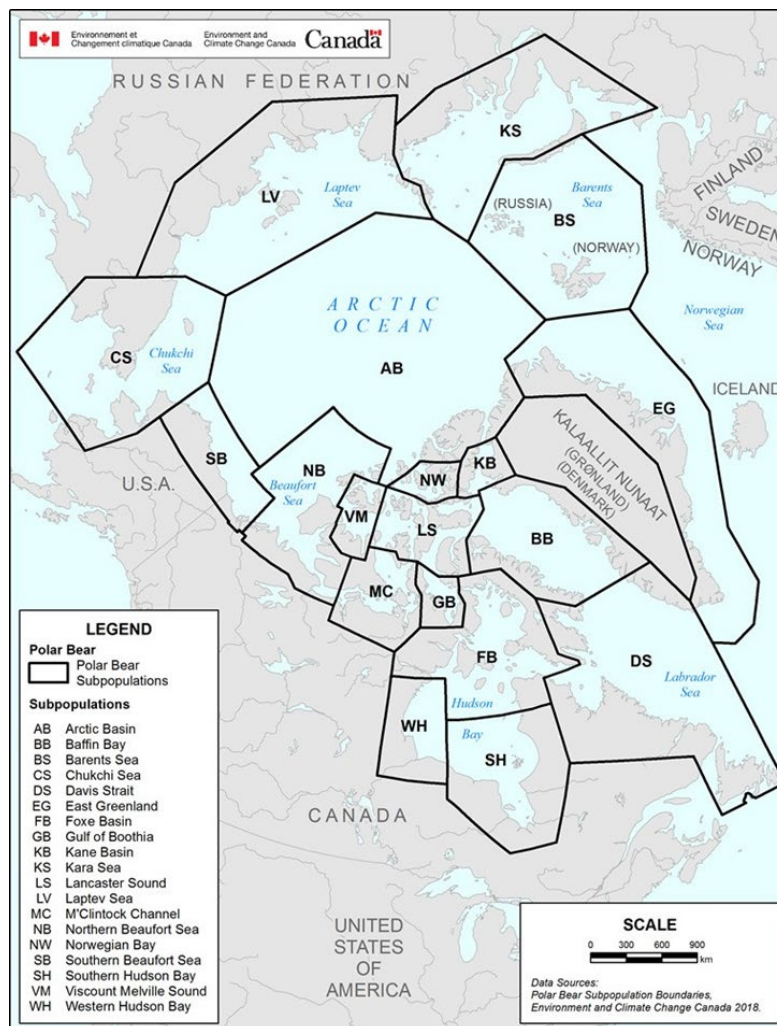 Environnement et
Changement climatique Canada
Environment and
Climate Change Canada
Canada
RUSSIAN FEDERATION
KS
LV
Laptev
Sea
Barents
Sea
(RUSSIA)
BS
(NORWAY)
FINLAND
SWEDEN
NORWAY
ARCTIC
OCEAN
Norwegian
Sea
CS
Chukchi
Sea
AB
ICELAND
EG
KALAALLIT NUNAAT
(GRØNLAND)
(DENMARK)
U.S.A.
SB
NB
Beaufort
Sea
NW
KB
VM
LS
BB
MC
GB
FB
DS
Labrador
Sea
Hudson
Bay
WH
SH
CANADA
UNITED
STATES
OF
AMERICA
LEGEND
Polar Bear
Polar Bear
Subpopulations
Subpopulations
AB Arctic Basin
BB Baffin Bay
BS Barents Sea
CS Chukchi Sea
DS Davis Strait
EG East Greenland
FB Foxe Basin
GB Gulf of Boothia
KB Kane Basin
KS Kara Sea
LS Lancaster Sound
LV Laptev Sea
MC M'Clintock Channel
NB Northern Beaufort Sea
NW Norwegian Bay
SB Southern Beaufort Sea
SH Southern Hudson Bay
VM Viscount Melville Sound
WH Western Hudson Bay
SCALE
0 300 600 900
km
Data Sources:
Polar Bear Subpopulation Boundaries,
Environment and Climate Change Canada 2018.